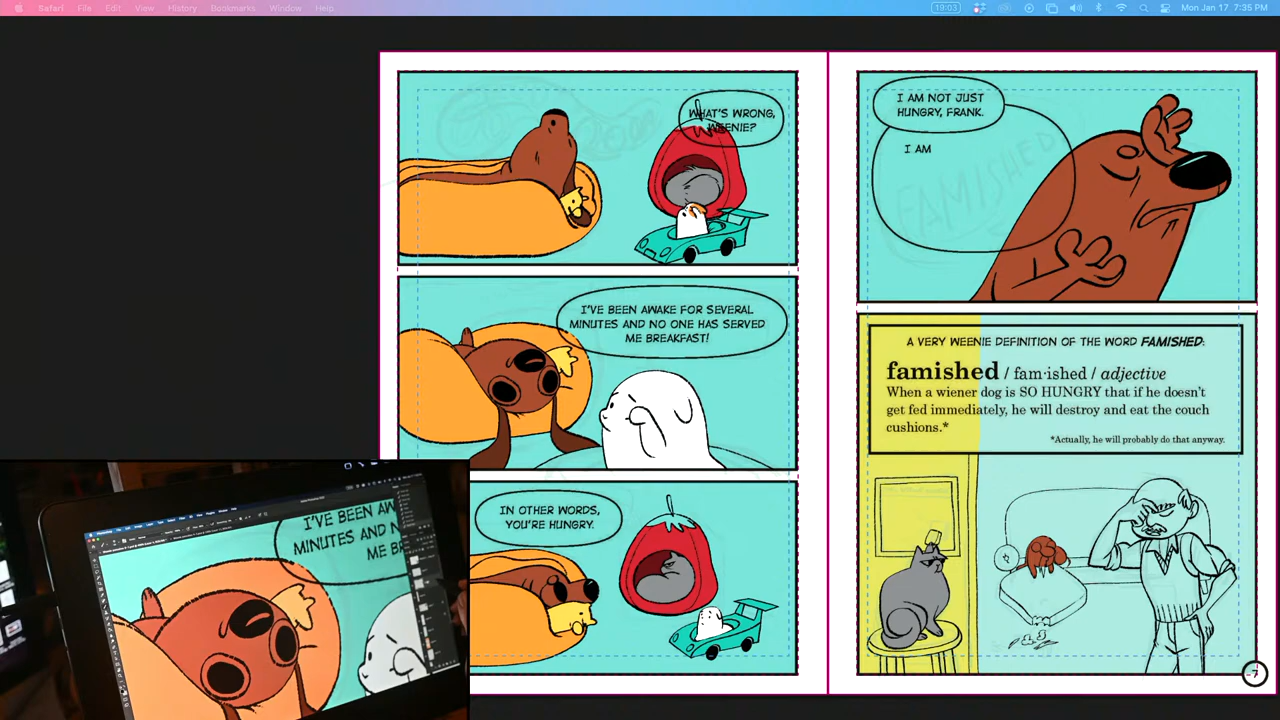 Safari File Edit View History Bookmarks Window Help
19:03 Mon Jan 17 7:35 PM
WHAT'S WRONG,
WEENIE?
I'VE BEEN AWAKE FOR SEVERAL
MINUTES AND NO ONE HAS SERVED
ME BREAKFAST!
IN OTHER WORDS,
YOU'RE HUNGRY.
I AM NOT JUST
HUNGRY, FRANK.
I AM
FAMISHED
A VERY WEENIE DEFINITION OF THE WORD FAMISHED:
famished / fam·ished / adjective
When a wiener dog is SO HUNGRY that if he doesn't
get fed immediately, he will destroy and eat the couch
cushions.*
*Actually, he will probably do that anyway.
7
I'VE BEEN AW
MINUTES AND N
ME BR